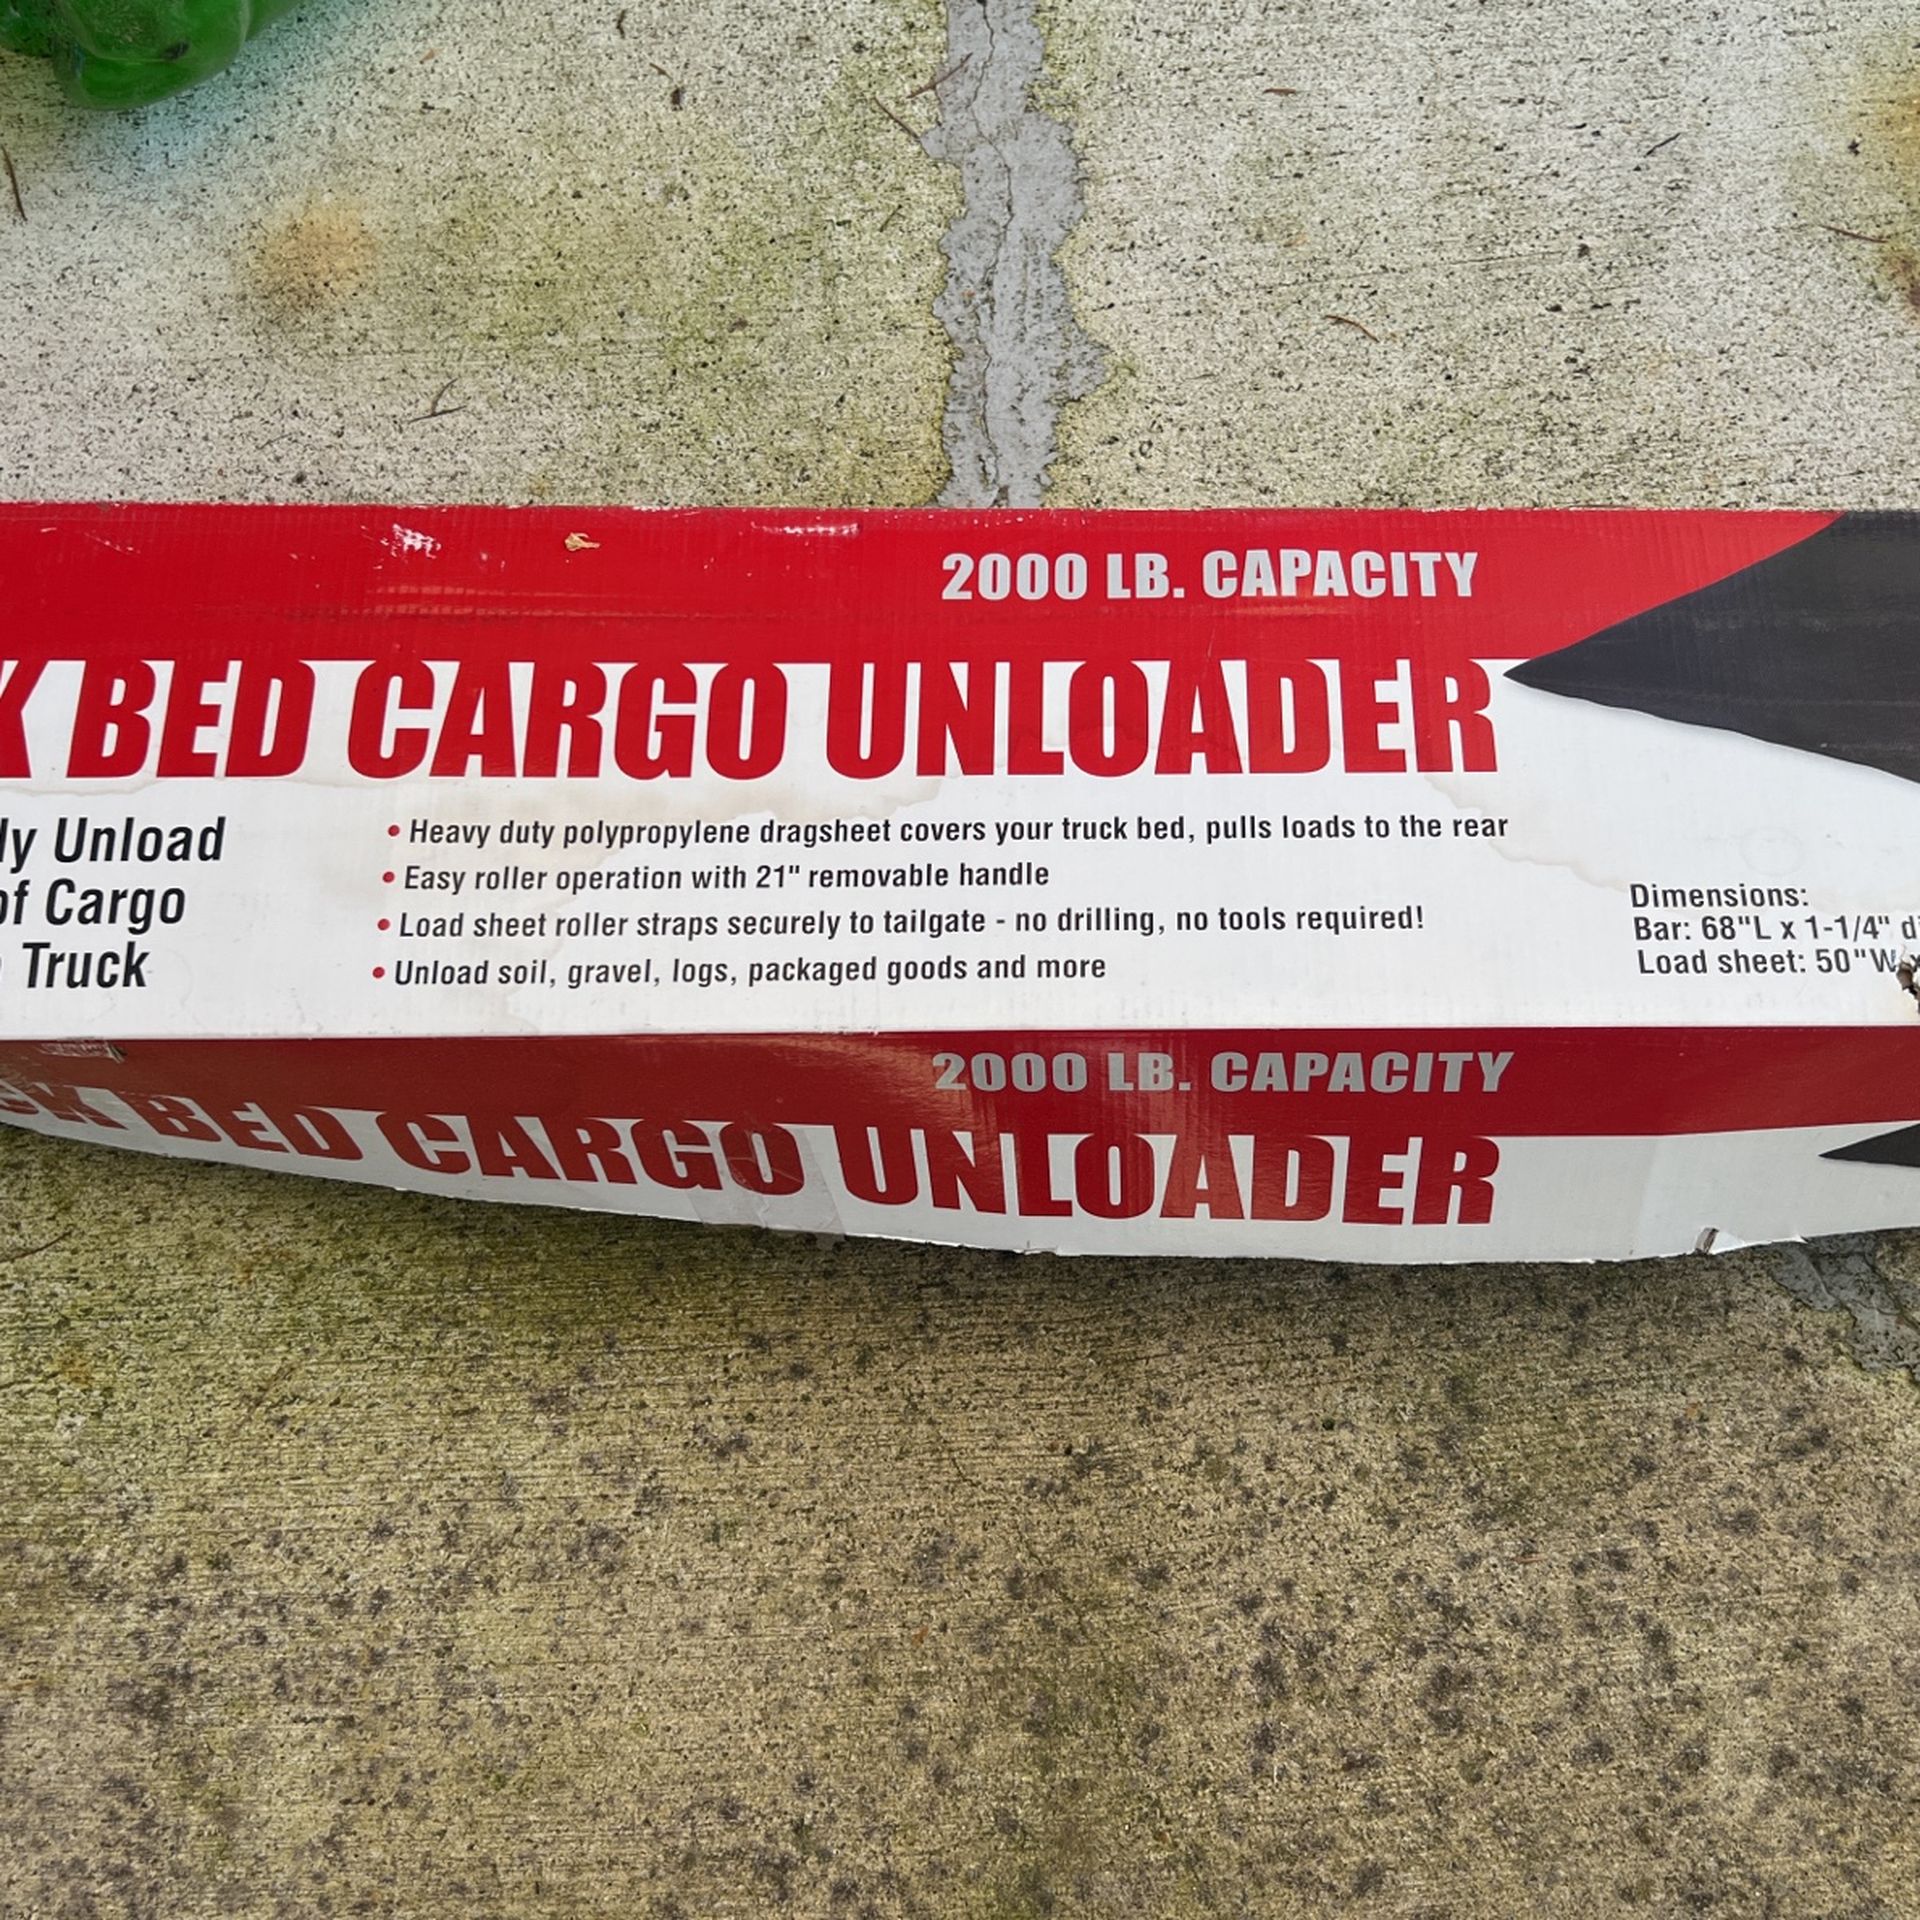 2000 LB. CAPACITY
BED CARGO UNLOADER
Unload
of Cargo
Truck
• Heavy duty polypropylene dragsheet covers your truck bed, pulls loads to the rear
• Easy roller operation with 21" removable handle
• Load sheet roller straps securely to tailgate - no drilling, no tools required!
• Unload soil, gravel, logs, packaged goods and more
Dimensions:
Bar: 68"L x 1-1/4"
Load sheet: 50"W
2000 LB. CAPACITY
BED CARGO UNLOADER